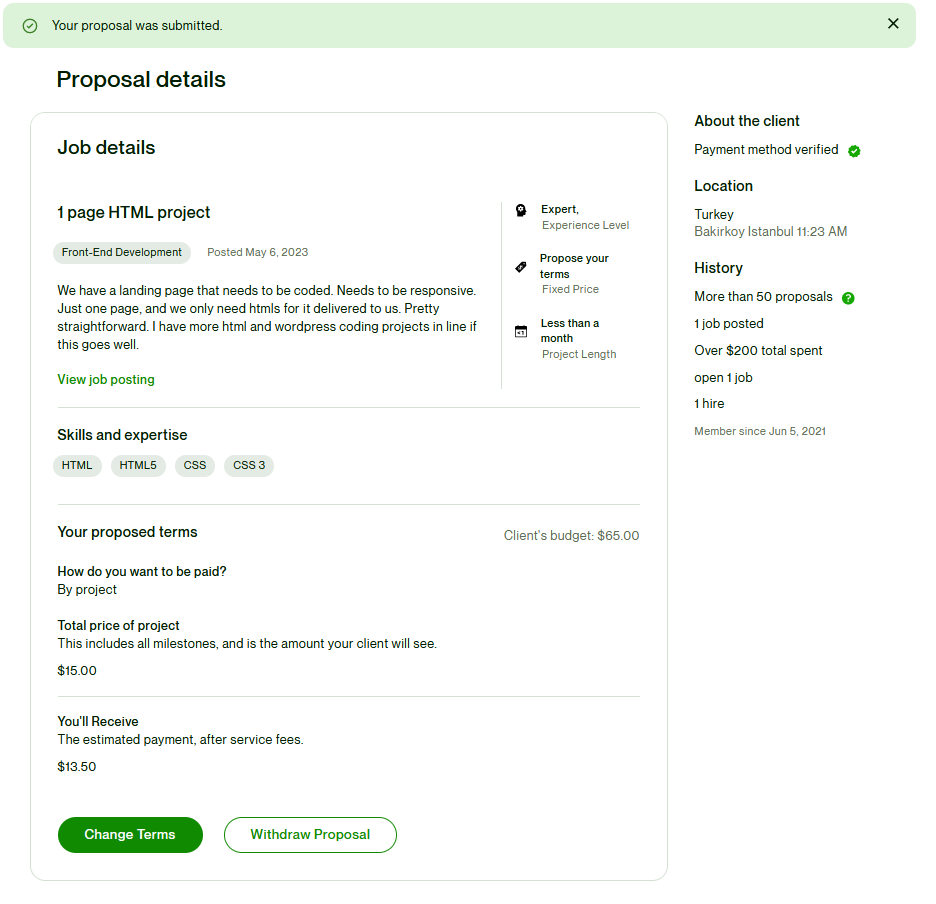 Your proposal was submitted.
Proposal details
Job details
1 page HTML project
Front-End Development
Posted May 6, 2023
We have a landing page that needs to be coded. Needs to be responsive.
Just one page, and we only need htmls for it delivered to us. Pretty
straightforward. I have more html and wordpress coding projects in line if
this goes well.
View job posting
Expert,
Experience Level
Propose your
terms
Fixed Price
Less than a
month
Project Length
Skills and expertise
HTML
HTML5
CSS
CSS 3
Your proposed terms
Client's budget: $65.00
How do you want to be paid?
By project
Total price of project
This includes all milestones, and is the amount your client will see.
$15.00
You'll Receive
The estimated payment, after service fees.
$13.50
Change Terms
Withdraw Proposal
About the client
Payment method verified
Location
Turkey
Bakirkoy Istanbul 11:23 AM
History
More than 50 proposals
1 job posted
Over $200 total spent
open 1 job
1 hire
Member since Jun 5, 2021